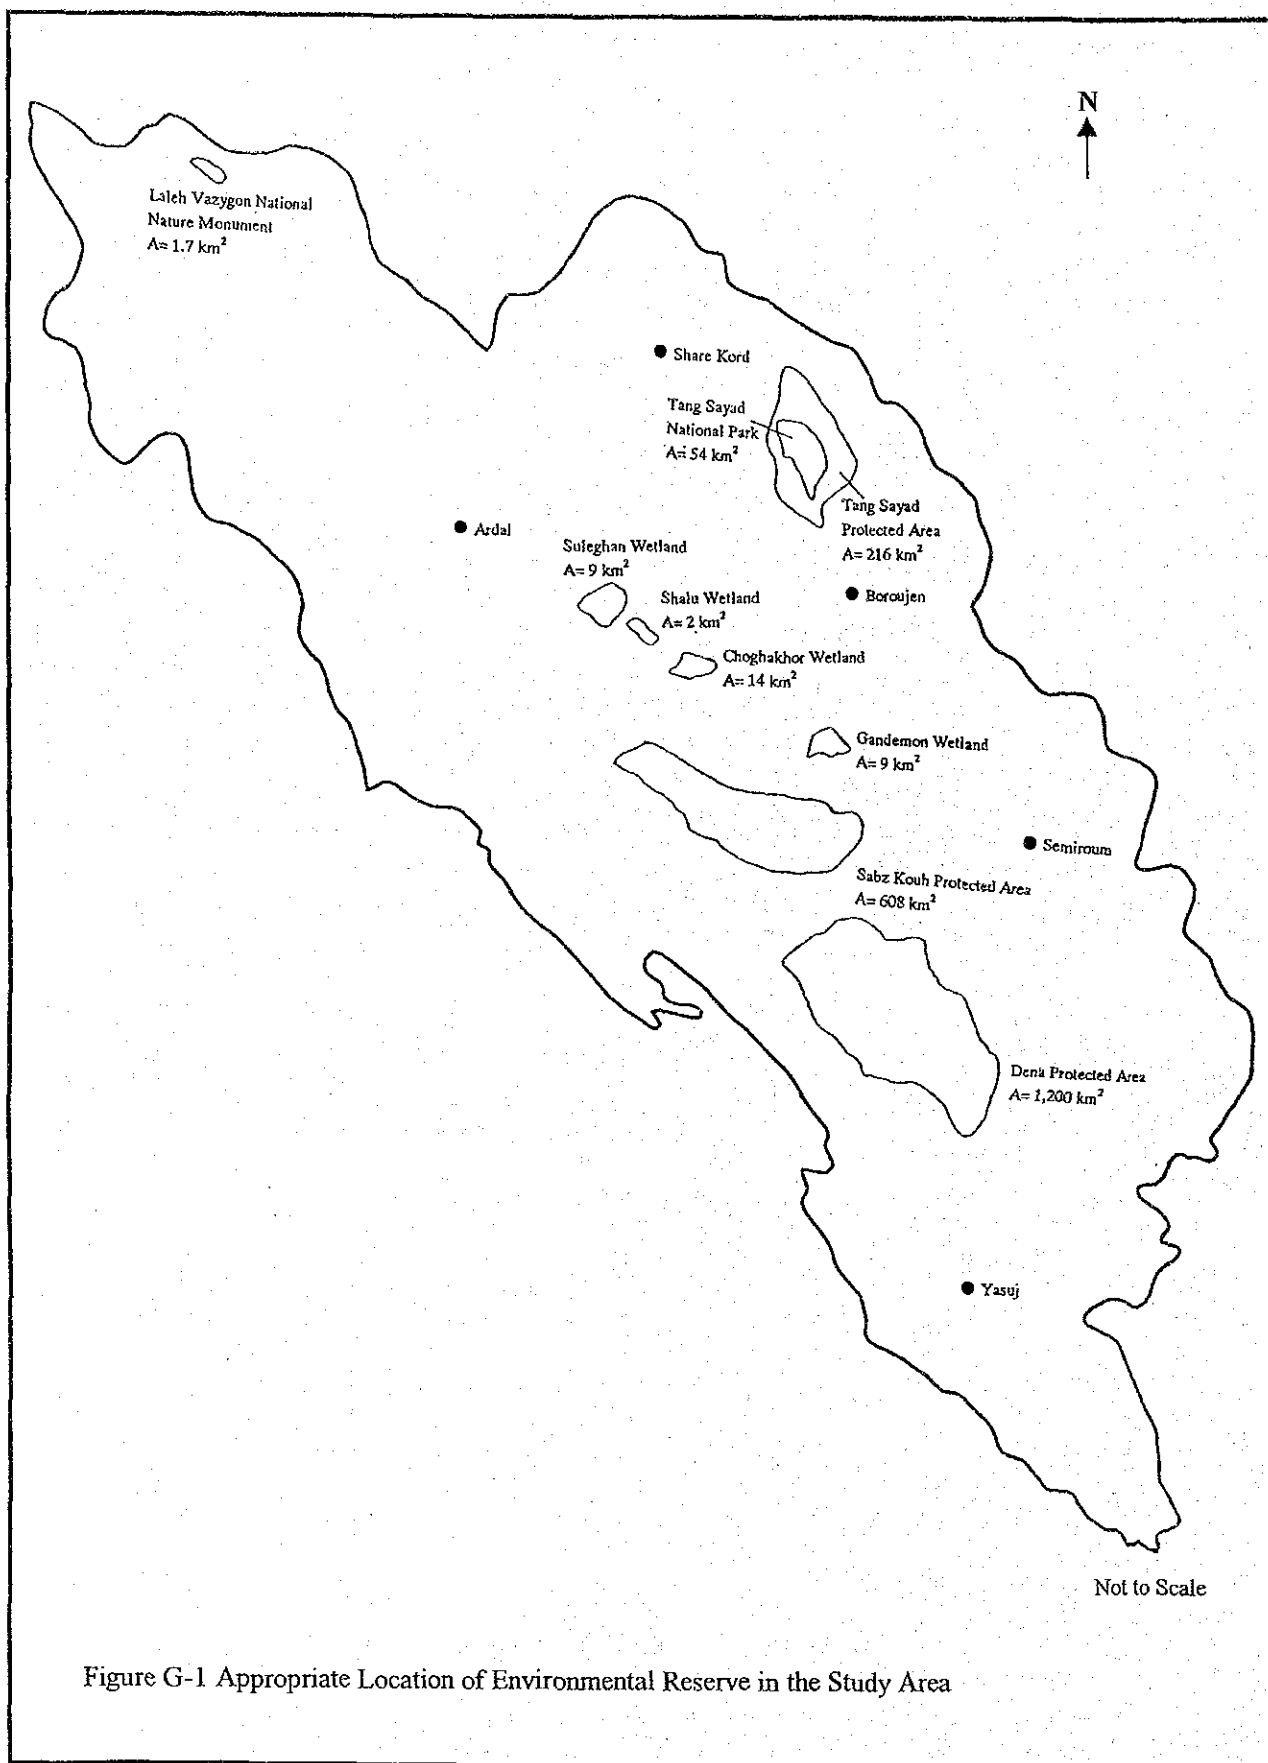 N
Laleh Vazygon National
Nature Monument
A= 1.7 km²
Share Kord
Tang Sayad
National Park
A= 54 km²
Tang Sayad
Protected Area
A= 216 km²
Ardal
Suleghan Wetland
A= 9 km²
Shalu Wetland
A= 2 km²
Boroujen
Choghakhor Wetland
A= 14 km²
Gandemon Wetland
A= 9 km²
Semiroum
Sabz Kouh Protected Area
A= 608 km²
Dena Protected Area
A= 1,200 km²
Yasuj
Not to Scale
Figure G-1 Appropriate Location of Environmental Reserve in the Study Area